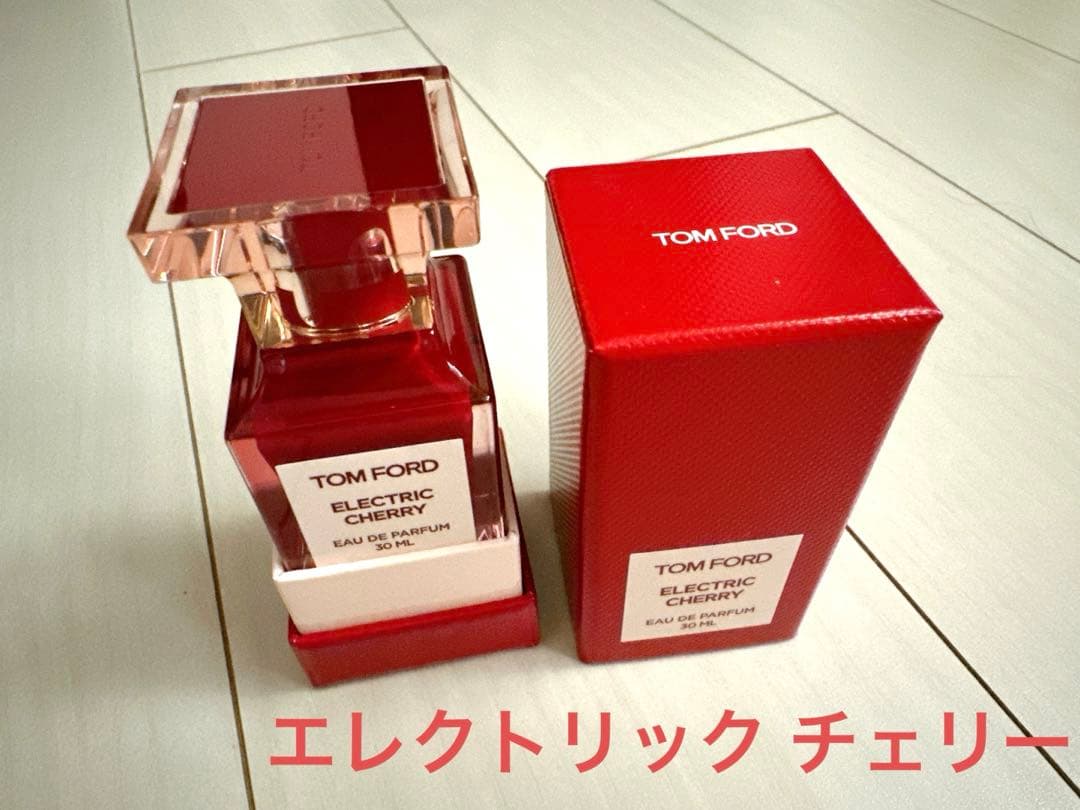 TOM FORD
TOM FORD
ELECTRIC
CHERRY
EAU DE PARFUM
30 ML
TOM FORD
ELECTRIC
CHERRY
EAU DE PARFUM
30 ML
エレクトリック チェリー